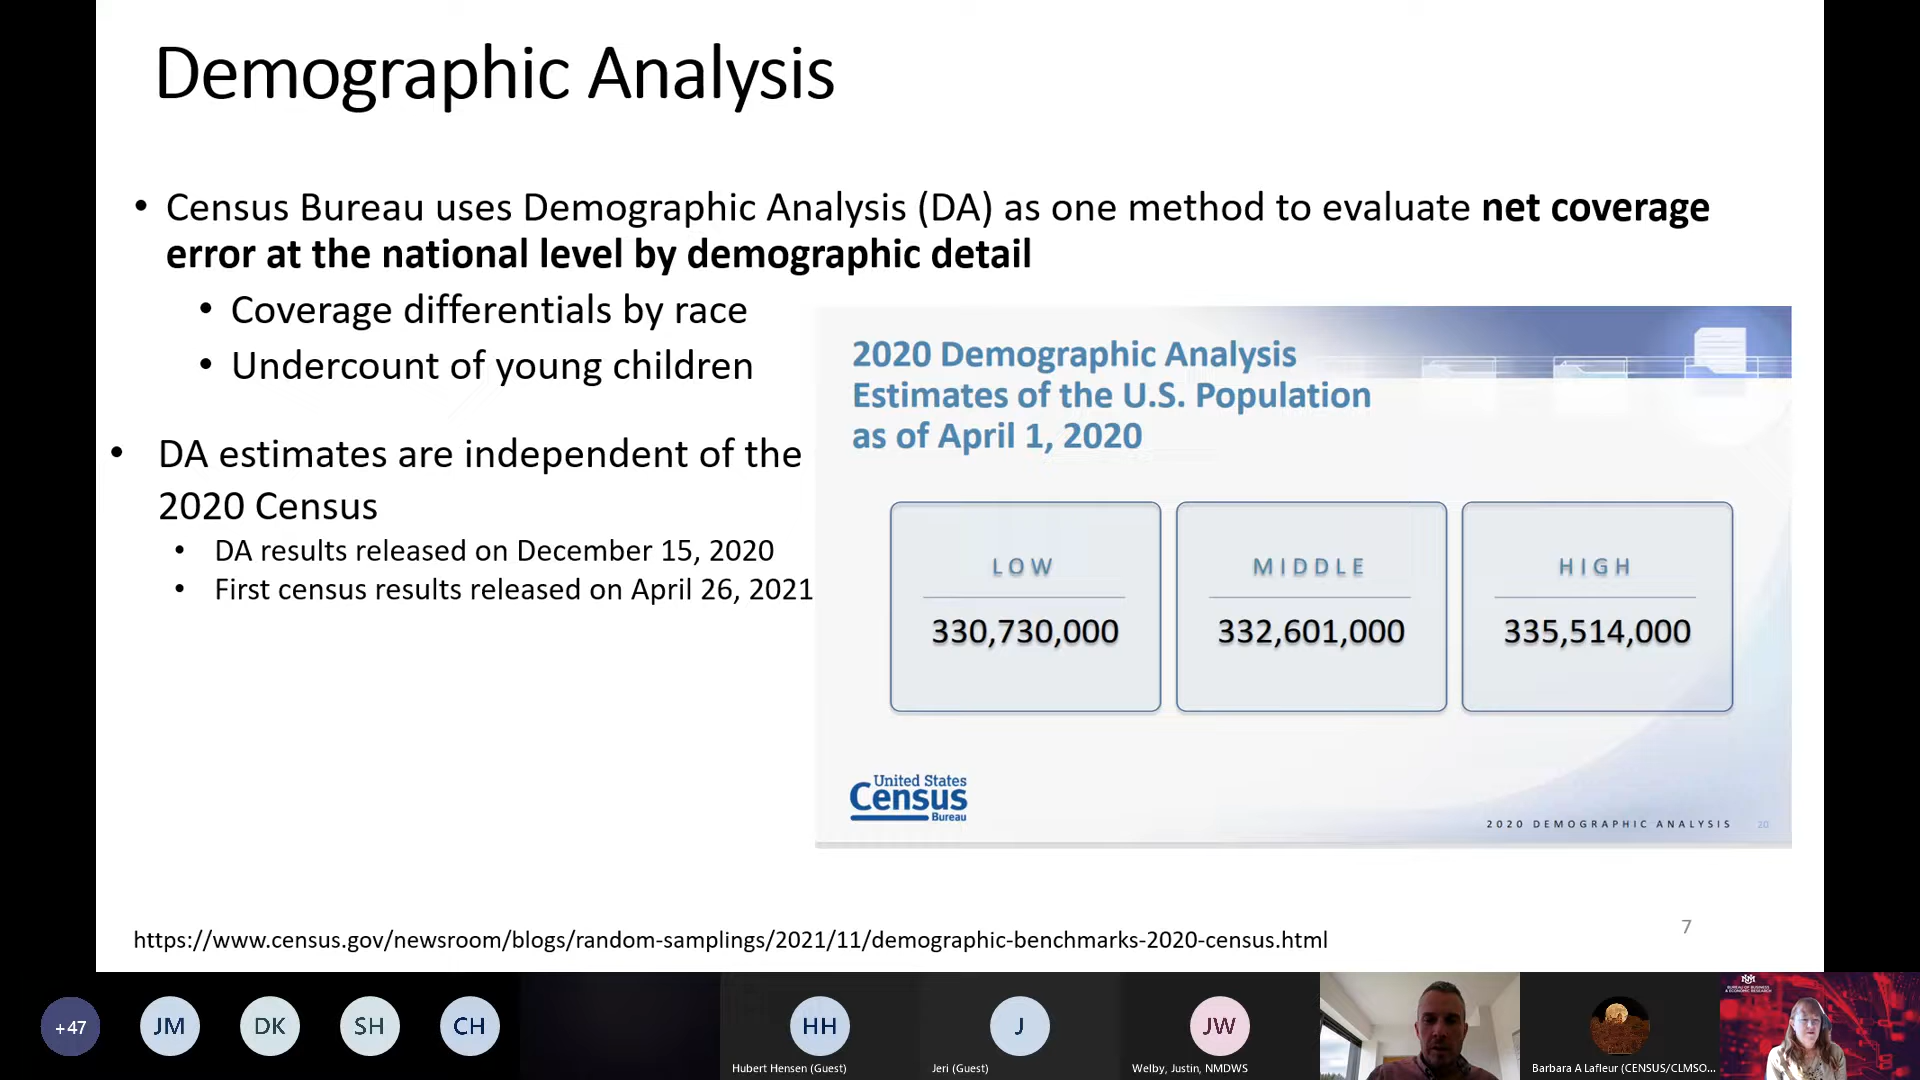 Demographic Analysis
• Census Bureau uses Demographic Analysis (DA) as one method to evaluate net coverage
error at the national level by demographic detail
• Coverage differentials by race
• Undercount of young children
• DA estimates are independent of the
2020 Census
• DA results released on December 15, 2020
• First census results released on April 26, 2021
2020 Demographic Analysis
Estimates of the U.S. Population
as of April 1, 2020
LOW
330,730,000
MIDDLE
332,601,000
HIGH
335,514,000
United States
Census
Bureau
2020 DEMOGRAPHIC ANALYSIS 20
https://www.census.gov/newsroom/blogs/random-samplings/2021/11/demographic-benchmarks-2020-census.html
7
+47
JM
DK
SH
CH
HH
Hubert Hensen (Guest)
J
Jeri (Guest)
JW
Welby, Justin, NMDWS
Barbara A Lafleur (CENSUS/CLMSO...
BUREAU OF BUSINESS
& ECONOMIC RESEARCH